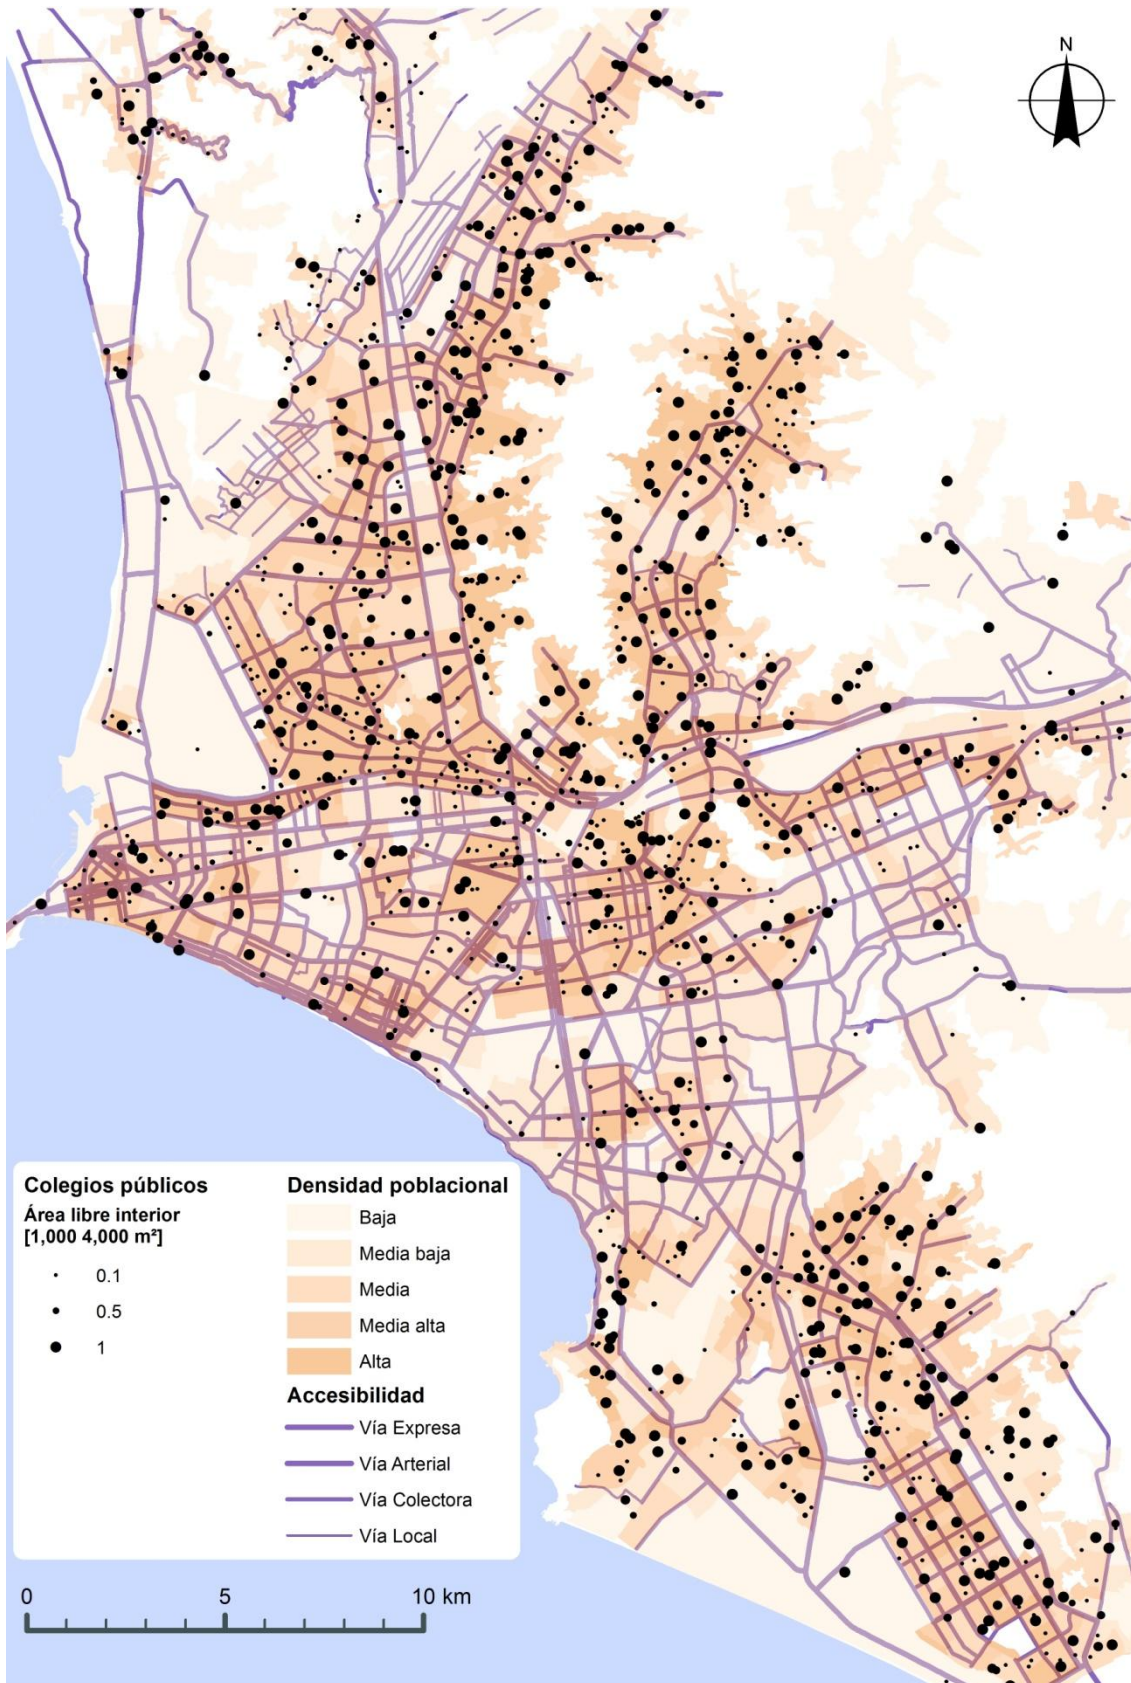 N
Colegios públicos
Área libre interior
[1,000 4,000 m²]
0.1
0.5
1
Densidad poblacional
Baja
Media baja
Media
Media alta
Alta
Accesibilidad
Vía Expresa
Vía Arterial
Vía Colectora
Vía Local
0 5 10 km